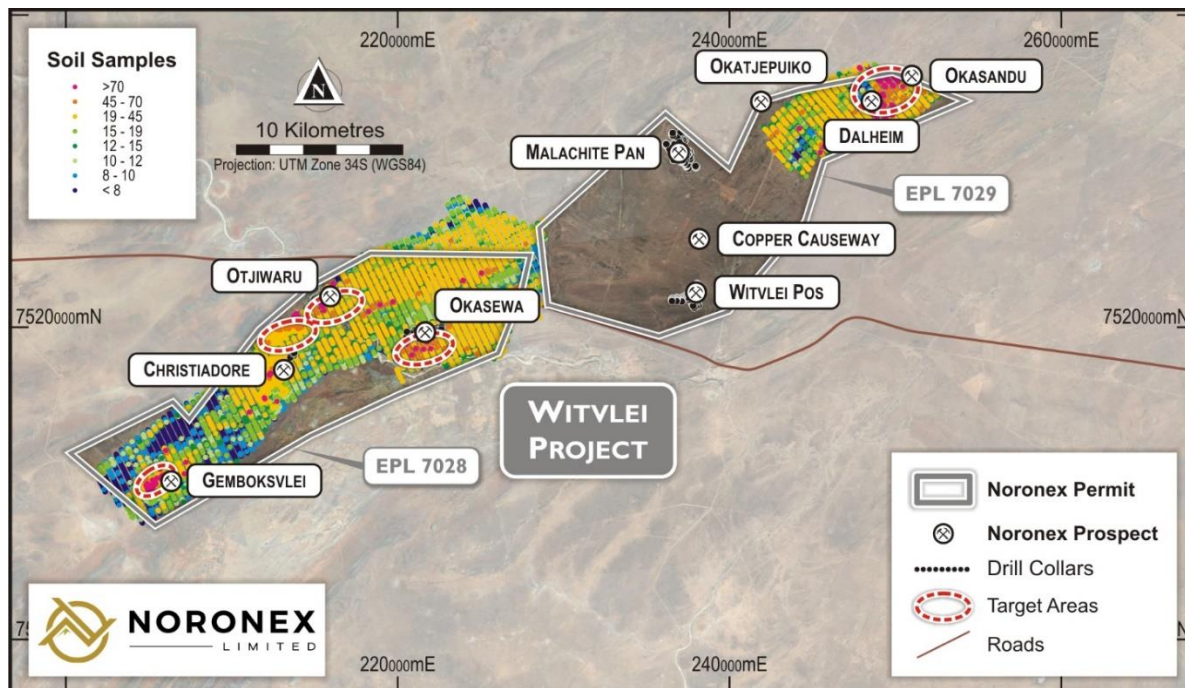 Soil Samples
>70
45 - 70
19 - 45
15 - 19
12 - 15
10 - 12
8 - 10
< 8
N
10 Kilometres
Projection: UTM Zone 34S (WGS84)
220000mE
240000mE
260000mE
OKATJEPUIKO
OKASANDU
DALHEIM
MALACHITE PAN
EPL 7029
COPPER CAUSEWAY
WITVLEI POS
OTJIWARU
OKASEWA
7520000mN
7520000mN
CHRISTIADORE
WITVLEI
PROJECT
EPL 7028
GEMBOKSVLEI
Noronex Permit
Noronex Prospect
Drill Collars
Target Areas
Roads
NORONEX
LIMITED
220000mE
240000mE